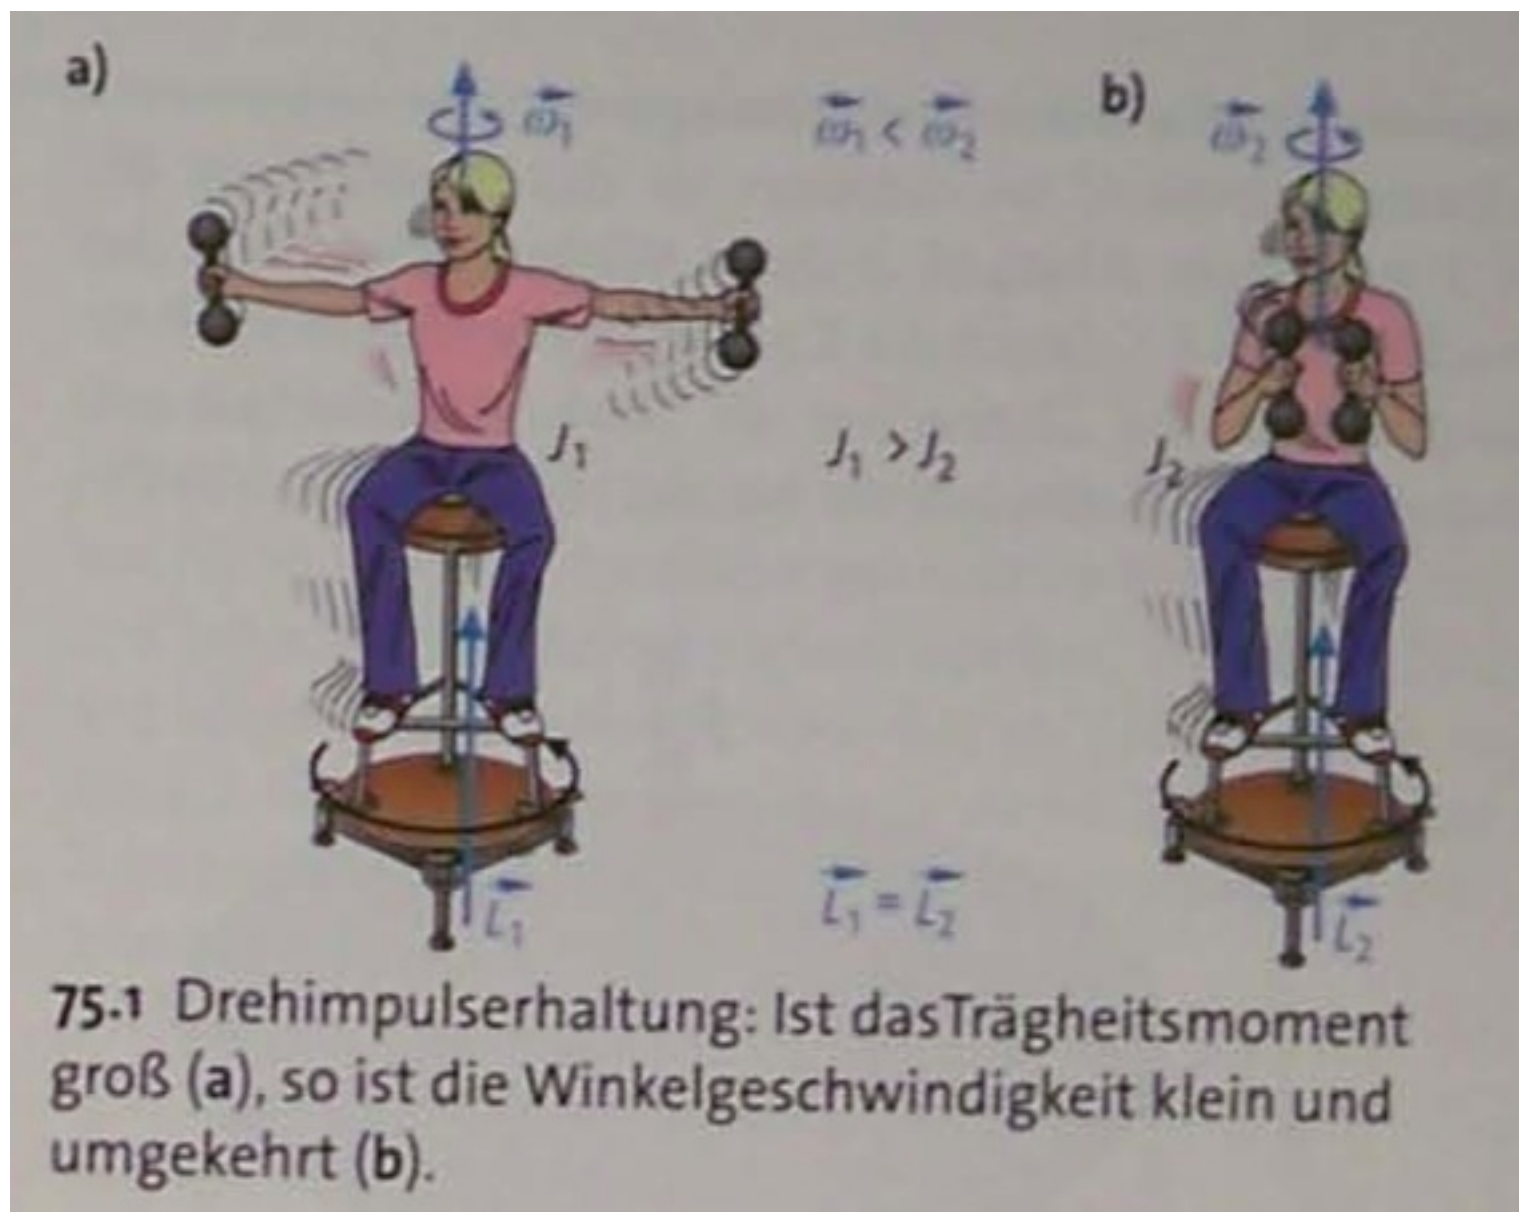 a)
ω₁
ω₁ < ω₂
b)
ω₂
J₁
J₁ > J₂
J₂
L₁
L₁ = L₂
L₂
75.1 Drehimpulserhaltung: Ist dasTrägheitsmoment
groß (a), so ist die Winkelgeschwindigkeit klein und
umgekehrt (b).